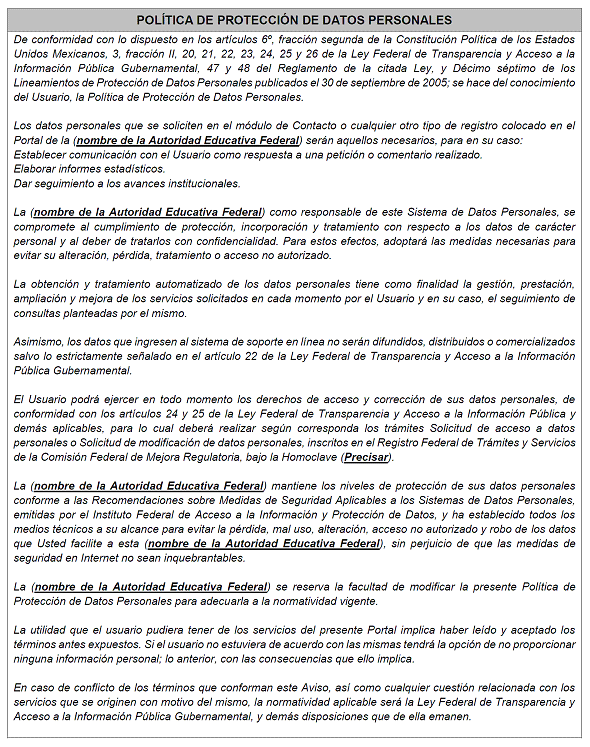 POLÍTICA DE PROTECCIÓN DE DATOS PERSONALES
De conformidad con lo dispuesto en los artículos 6º, fracción segunda de la Constitución Política de los Estados
Unidos Mexicanos, 3, fracción II, 20, 21, 22, 23, 24, 25 y 26 de la Ley Federal de Transparencia y Acceso a la
Información Pública Gubernamental, 47 y 48 del Reglamento de la citada Ley, y Décimo séptimo de los
Lineamientos de Protección de Datos Personales publicados el 30 de septiembre de 2005; se hace del conocimiento
del Usuario, la Política de Protección de Datos Personales.
Los datos personales que se soliciten en el módulo de Contacto o cualquier otro tipo de registro colocado en el
Portal de la (nombre de la Autoridad Educativa Federal) serán aquellos necesarios, para en su caso:
Establecer comunicación con el Usuario como respuesta a una petición o comentario realizado.
Elaborar informes estadísticos.
Dar seguimiento a los avances institucionales.
La (nombre de la Autoridad Educativa Federal) como responsable de este Sistema de Datos Personales, se
compromete al cumplimiento de protección, incorporación y tratamiento con respecto a los datos de carácter
personal y al deber de tratarlos con confidencialidad. Para estos efectos, adoptará las medidas necesarias para
evitar su alteración, pérdida, tratamiento o acceso no autorizado.
La obtención y tratamiento automatizado de los datos personales tiene como finalidad la gestión, prestación,
ampliación y mejora de los servicios solicitados en cada momento por el Usuario y en su caso, el seguimiento de
consultas planteadas por el mismo.
Asimismo, los datos que ingresen al sistema de soporte en línea no serán difundidos, distribuidos o comercializados
salvo lo estrictamente señalado en el artículo 22 de la Ley Federal de Transparencia y Acceso a la Información
Pública Gubernamental.
El Usuario podrá ejercer en todo momento los derechos de acceso y corrección de sus datos personales, de
conformidad con los artículos 24 y 25 de la Ley Federal de Transparencia y Acceso a la Información Pública y
demás aplicables, para lo cual deberá realizar según corresponda los trámites Solicitud de acceso a datos
personales o Solicitud de modificación de datos personales, inscritos en el Registro Federal de Trámites y Servicios
de la Comisión Federal de Mejora Regulatoria, bajo la Homoclave (Precisar).
La (nombre de la Autoridad Educativa Federal) mantiene los niveles de protección de sus datos personales
conforme a las Recomendaciones sobre Medidas de Seguridad Aplicables a los Sistemas de Datos Personales,
emitidas por el Instituto Federal de Acceso a la Información y Protección de Datos, y ha establecido todos los
medios técnicos a su alcance para evitar la pérdida, mal uso, alteración, acceso no autorizado y robo de los datos
que Usted facilite a esta (nombre de la Autoridad Educativa Federal), sin perjuicio de que las medidas de
seguridad en Internet no sean inquebrantables.
La (nombre de la Autoridad Educativa Federal) se reserva la facultad de modificar la presente Política de
Protección de Datos Personales para adecuarla a la normatividad vigente.
La utilidad que el usuario pudiera tener de los servicios del presente Portal implica haber leído y aceptado los
términos antes expuestos. Si el usuario no estuviera de acuerdo con las mismas tendrá la opción de no proporcionar
ninguna información personal; lo anterior, con las consecuencias que ello implica.
En caso de conflicto de los términos que conforman este Aviso, así como cualquier cuestión relacionada con los
servicios que se originen con motivo del mismo, la normatividad aplicable será la Ley Federal de Transparencia y
Acceso a la Información Pública Gubernamental, y demás disposiciones que de ella emanen.